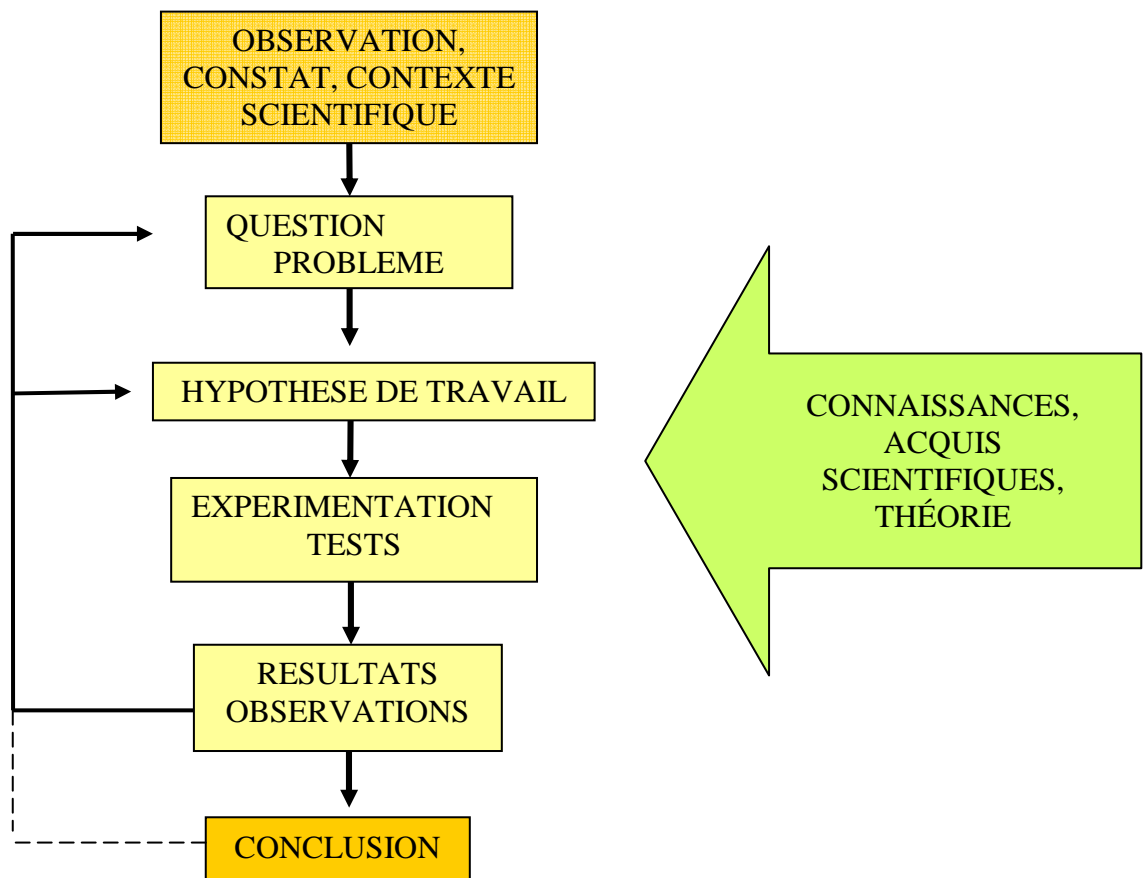 OBSERVATION,
CONSTAT, CONTEXTE
SCIENTIFIQUE
QUESTION
PROBLEME
HYPOTHESE DE TRAVAIL
EXPERIMENTATION
TESTS
RESULTATS
OBSERVATIONS
CONCLUSION
CONNAISSANCES,
ACQUIS
SCIENTIFIQUES,
THÉORIE